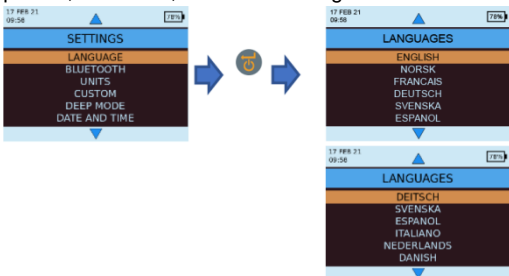 17 FEB 21
09:58
78%
SETTINGS
LANGUAGE
BLUETOOTH
UNITS
CUSTOM
DEEP MODE
DATE AND TIME
17 FEB 21
09:58
78%
LANGUAGES
ENGLISH
NORSK
FRANCAIS
DEUTSCH
SVENSKA
ESPANOL
17 FEB 21
09:58
78%
LANGUAGES
DEITSCH
SVENSKA
ESPANOL
ITALIANO
NEDERLANDS
DANISH